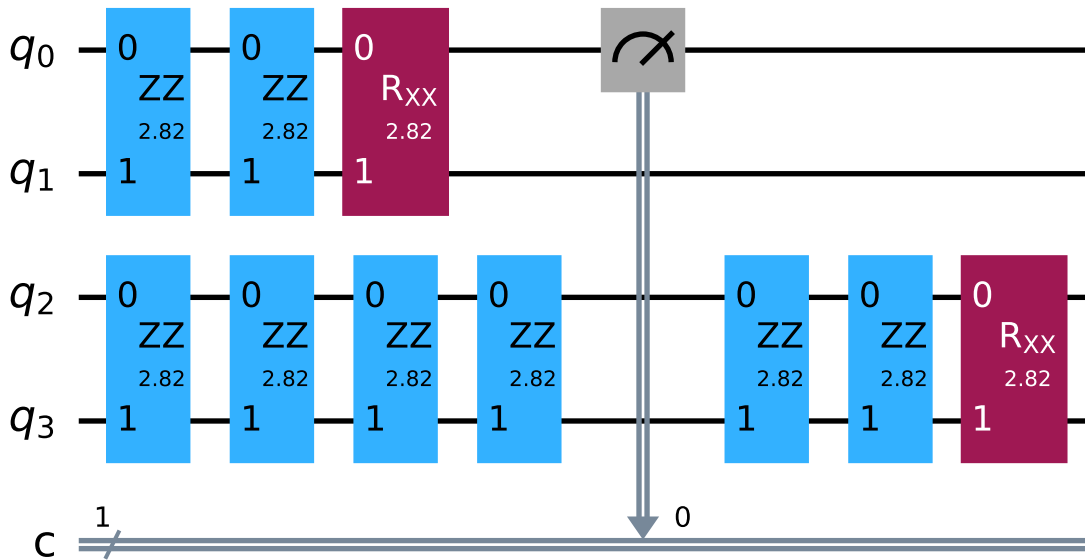 q0 0 0 0
ZZ ZZ RXX
2.82 2.82 2.82
q1 1 1 1
q2 0 0 0 0 0 0 0
ZZ ZZ ZZ ZZ ZZ ZZ RXX
2.82 2.82 2.82 2.82 2.82 2.82 2.82
q3 1 1 1 1 1 1 1
1 0
c